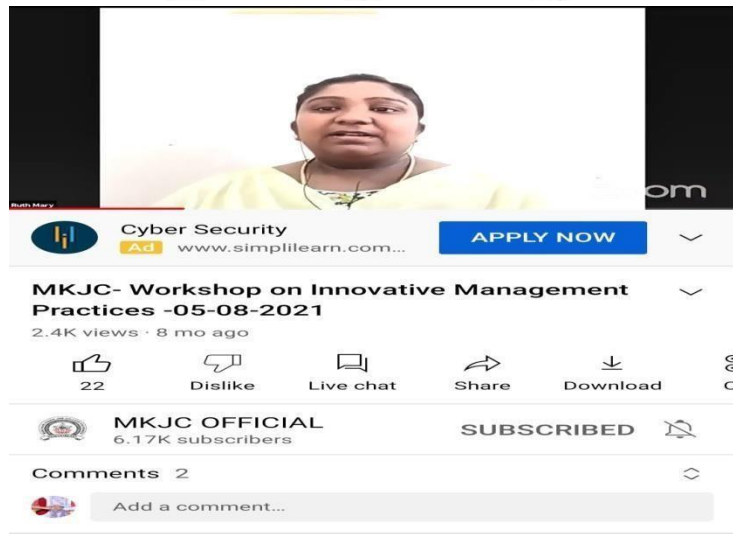 Ruth Mary
zoom
Cyber Security
APPLY NOW
Ad www.simplilearn.com...
MKJC- Workshop on Innovative Management
Practices -05-08-2021
2.4K views · 8 mo ago
22 Dislike Live chat Share Download
MKJC OFFICIAL
6.17K subscribers
SUBSCRIBED
Comments 2
Add a comment...